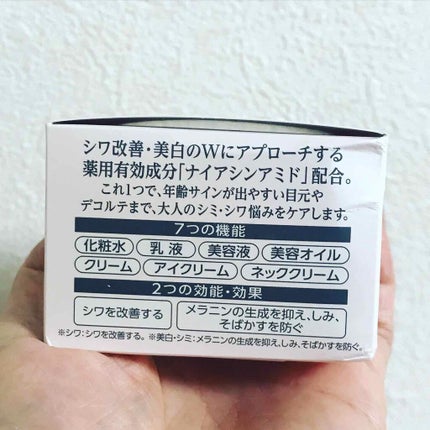 シワ改善・美白のWにアプローチする
薬用有効成分「ナイアシンアミド」配合。
これ1つで、年齢サインが出やすい目元や
デコルテまで、大人のシミ・シワ悩みをケアします。
7つの機能
化粧水 乳液 美容液 美容オイル
クリーム アイクリーム ネッククリーム
2つの効能・効果
シワを改善する
メラニンの生成を抑え、しみ、
そばかすを防ぐ
※シワ:シワを改善する。※美白・シミ:メラニンの生成を抑え、しみ、そばかすを防ぐ。